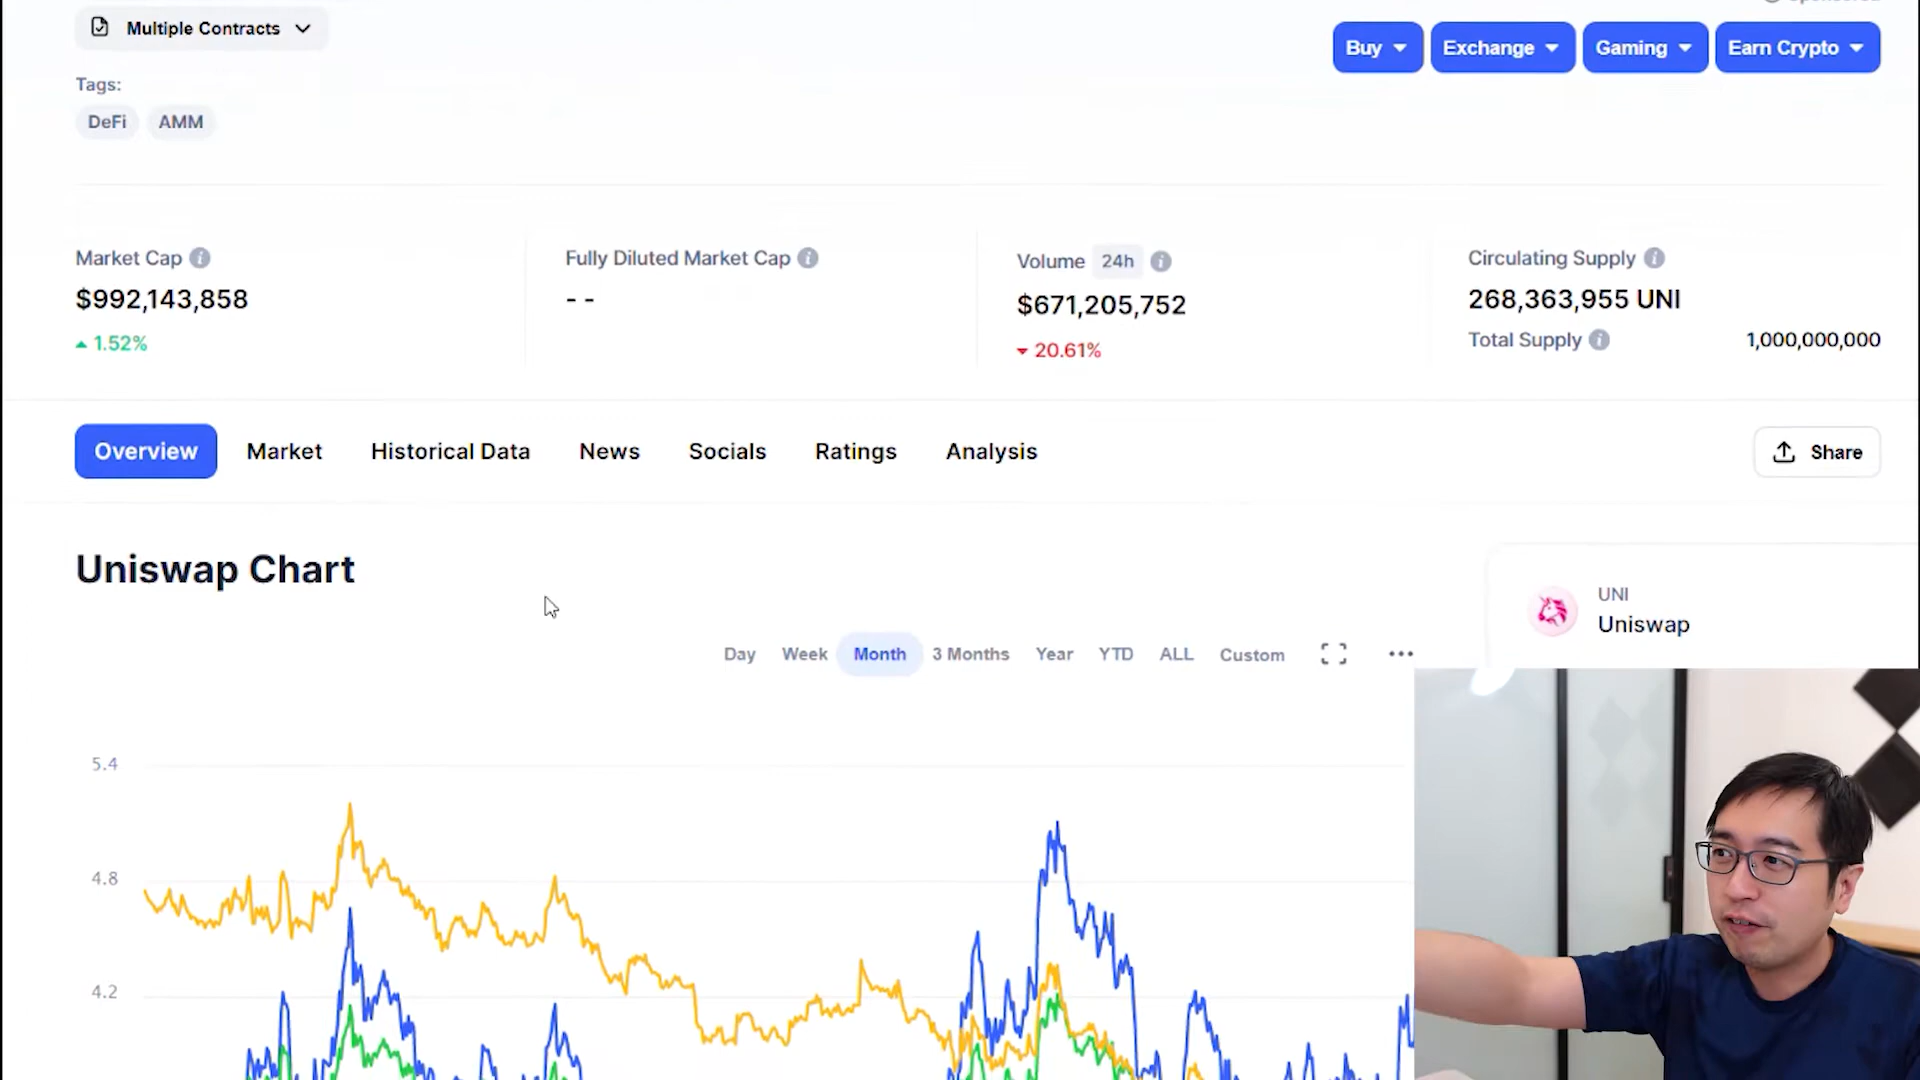 Multiple Contracts
Buy Exchange Gaming Earn Crypto
Tags:
DeFi AMM
Market Cap
$992,143,858
1.52%
Fully Diluted Market Cap
- -
Volume 24h
$671,205,752
20.61%
Circulating Supply
268,363,955 UNI
Total Supply 1,000,000,000
Overview Market Historical Data News Socials Ratings Analysis Share
Uniswap Chart
UNI
Uniswap
Day Week Month 3 Months Year YTD ALL Custom
5.4
4.8
4.2